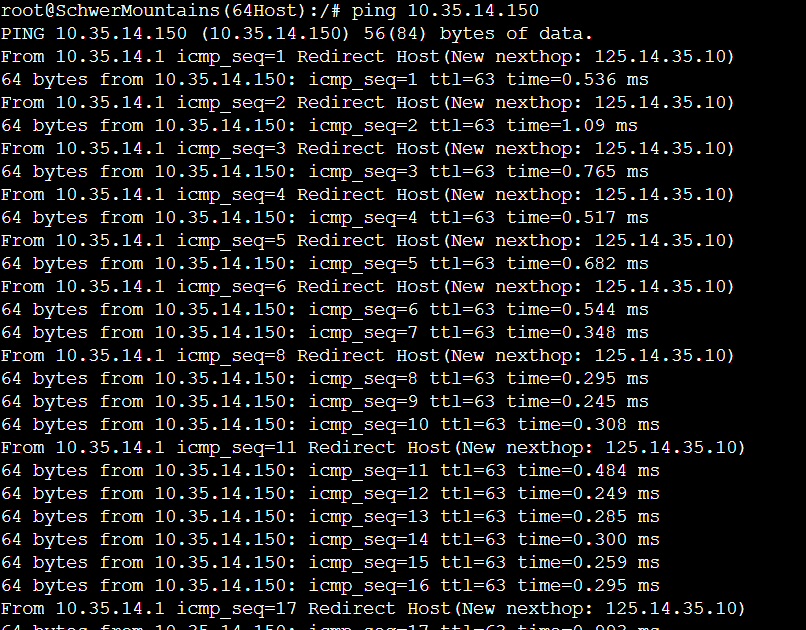 root@SchwerMountains(64Host):/# ping 10.35.14.150
PING 10.35.14.150 (10.35.14.150) 56(84) bytes of data.
From 10.35.14.1 icmp_seq=1 Redirect Host(New nexthop: 125.14.35.10)
64 bytes from 10.35.14.150: icmp_seq=1 ttl=63 time=0.536 ms
From 10.35.14.1 icmp_seq=2 Redirect Host(New nexthop: 125.14.35.10)
64 bytes from 10.35.14.150: icmp_seq=2 ttl=63 time=1.09 ms
From 10.35.14.1 icmp_seq=3 Redirect Host(New nexthop: 125.14.35.10)
64 bytes from 10.35.14.150: icmp_seq=3 ttl=63 time=0.765 ms
From 10.35.14.1 icmp_seq=4 Redirect Host(New nexthop: 125.14.35.10)
64 bytes from 10.35.14.150: icmp_seq=4 ttl=63 time=0.517 ms
From 10.35.14.1 icmp_seq=5 Redirect Host(New nexthop: 125.14.35.10)
64 bytes from 10.35.14.150: icmp_seq=5 ttl=63 time=0.682 ms
From 10.35.14.1 icmp_seq=6 Redirect Host(New nexthop: 125.14.35.10)
64 bytes from 10.35.14.150: icmp_seq=6 ttl=63 time=0.544 ms
64 bytes from 10.35.14.150: icmp_seq=7 ttl=63 time=0.348 ms
From 10.35.14.1 icmp_seq=8 Redirect Host(New nexthop: 125.14.35.10)
64 bytes from 10.35.14.150: icmp_seq=8 ttl=63 time=0.295 ms
64 bytes from 10.35.14.150: icmp_seq=9 ttl=63 time=0.245 ms
64 bytes from 10.35.14.150: icmp_seq=10 ttl=63 time=0.308 ms
From 10.35.14.1 icmp_seq=11 Redirect Host(New nexthop: 125.14.35.10)
64 bytes from 10.35.14.150: icmp_seq=11 ttl=63 time=0.484 ms
64 bytes from 10.35.14.150: icmp_seq=12 ttl=63 time=0.249 ms
64 bytes from 10.35.14.150: icmp_seq=13 ttl=63 time=0.285 ms
64 bytes from 10.35.14.150: icmp_seq=14 ttl=63 time=0.300 ms
64 bytes from 10.35.14.150: icmp_seq=15 ttl=63 time=0.259 ms
64 bytes from 10.35.14.150: icmp_seq=16 ttl=63 time=0.295 ms
From 10.35.14.1 icmp_seq=17 Redirect Host(New nexthop: 125.14.35.10)
64 bytes from 10.35.14.150: icmp_seq=17 ttl=63 ms